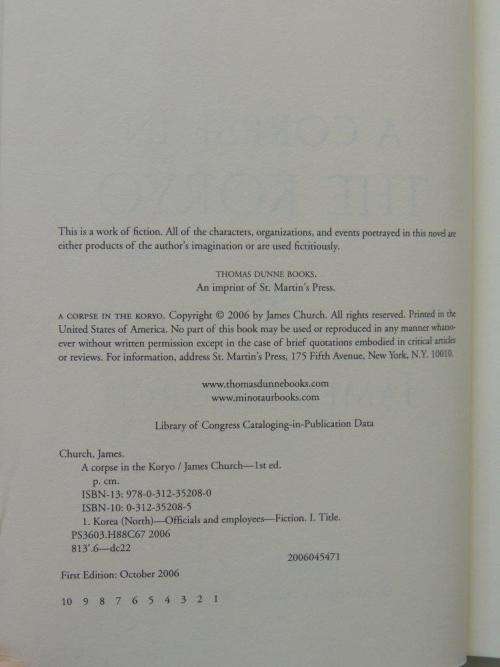 This is a work of fiction. All of the characters, organizations, and events portrayed in this novel are
either products of the author's imagination or are used fictitiously.
THOMAS DUNNE BOOKS.
An imprint of St. Martin's Press.
A CORPSE IN THE KORYO. Copyright © 2006 by James Church. All rights reserved. Printed in the
United States of America. No part of this book may be used or reproduced in any manner whatso-
ever without written permission except in the case of brief quotations embodied in critical articles
or reviews. For information, address St. Martin's Press, 175 Fifth Avenue, New York, N.Y. 10010.
www.thomasdunnebooks.com
www.minotaurbooks.com
Library of Congress Cataloging-in-Publication Data
Church, James.
A corpse in the Koryo / James Church—1st ed.
p. cm.
ISBN-13: 978-0-312-35208-0
ISBN-10: 0-312-35208-5
1. Korea (North)—Officials and employees—Fiction. I. Title.
PS3603.H88C67 2006
813'.6—dc22
2006045471
First Edition: October 2006
10 9 8 7 6 5 4 3 2 1